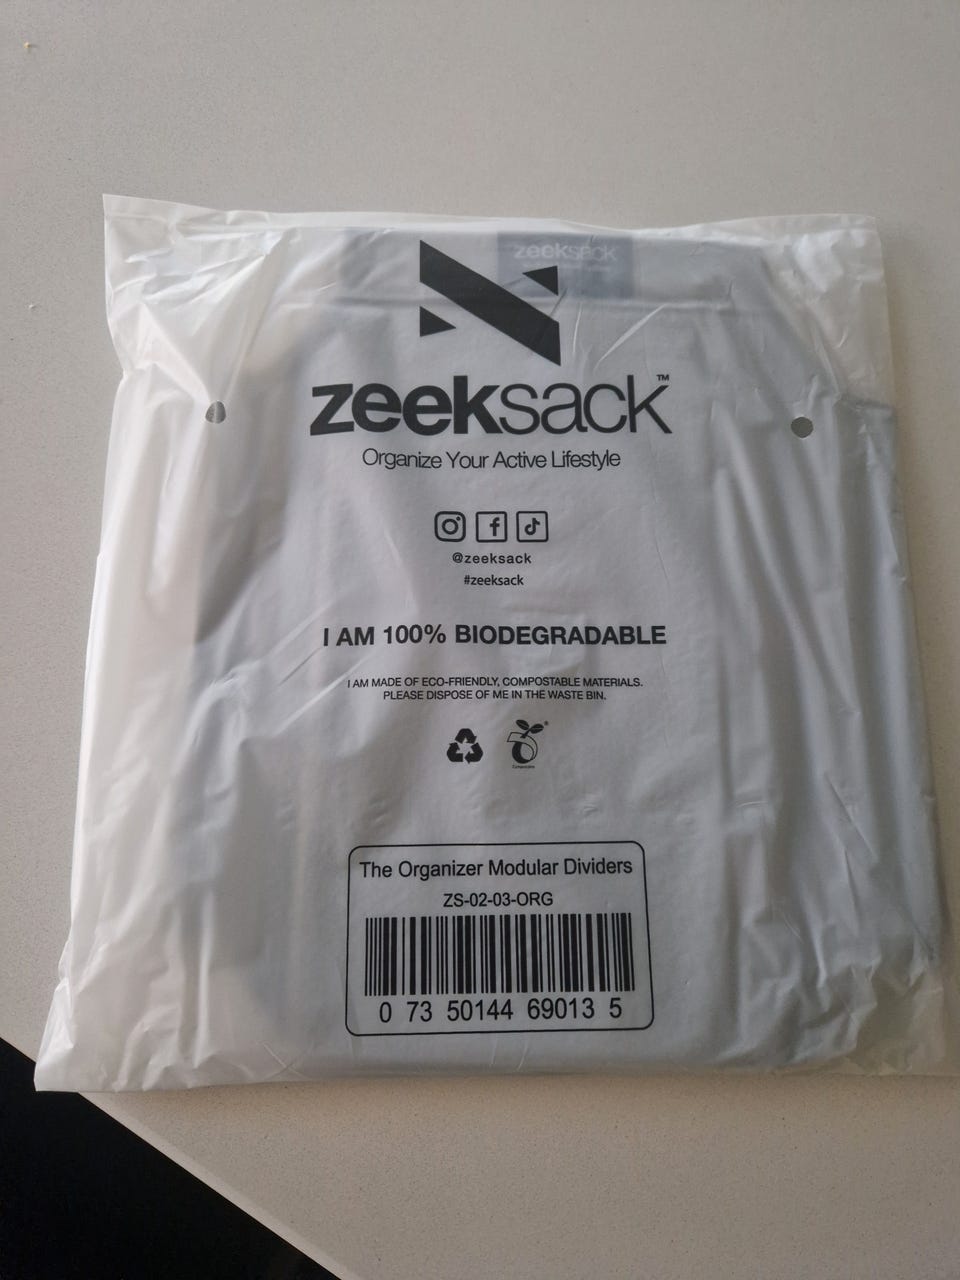 zeeksack
zeeksack™
Organize Your Active Lifestyle
@zeeksack
#zeeksack
I AM 100% BIODEGRADABLE
I AM MADE OF ECO-FRIENDLY, COMPOSTABLE MATERIALS.
PLEASE DISPOSE OF ME IN THE WASTE BIN.
The Organizer Modular Dividers
ZS-02-03-ORG
0 73 50144 69013 5